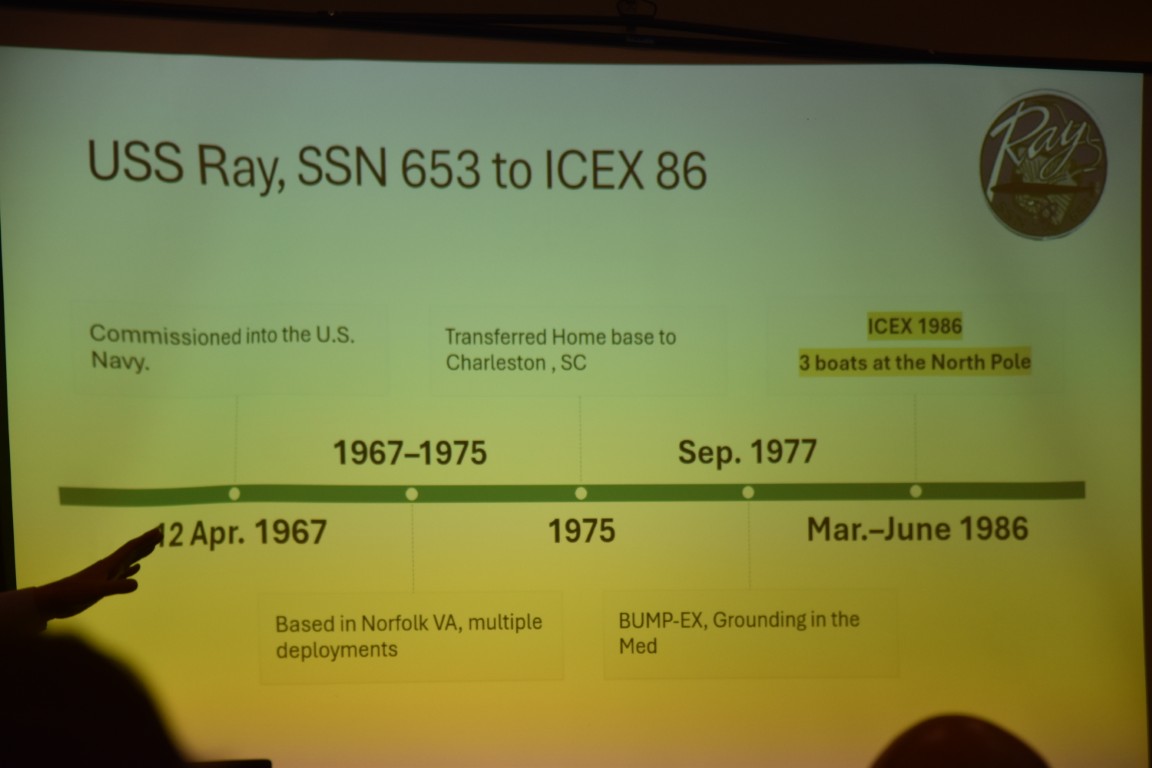 USS Ray, SSN 653 to ICEX 86
Ray
Commissioned into the U.S.
Navy.
Transferred Home base to
Charleston , SC
ICEX 1986
3 boats at the North Pole
1967–1975
Sep. 1977
12 Apr. 1967
1975
Mar.–June 1986
Based in Norfolk VA, multiple
deployments
BUMP-EX, Grounding in the
Med